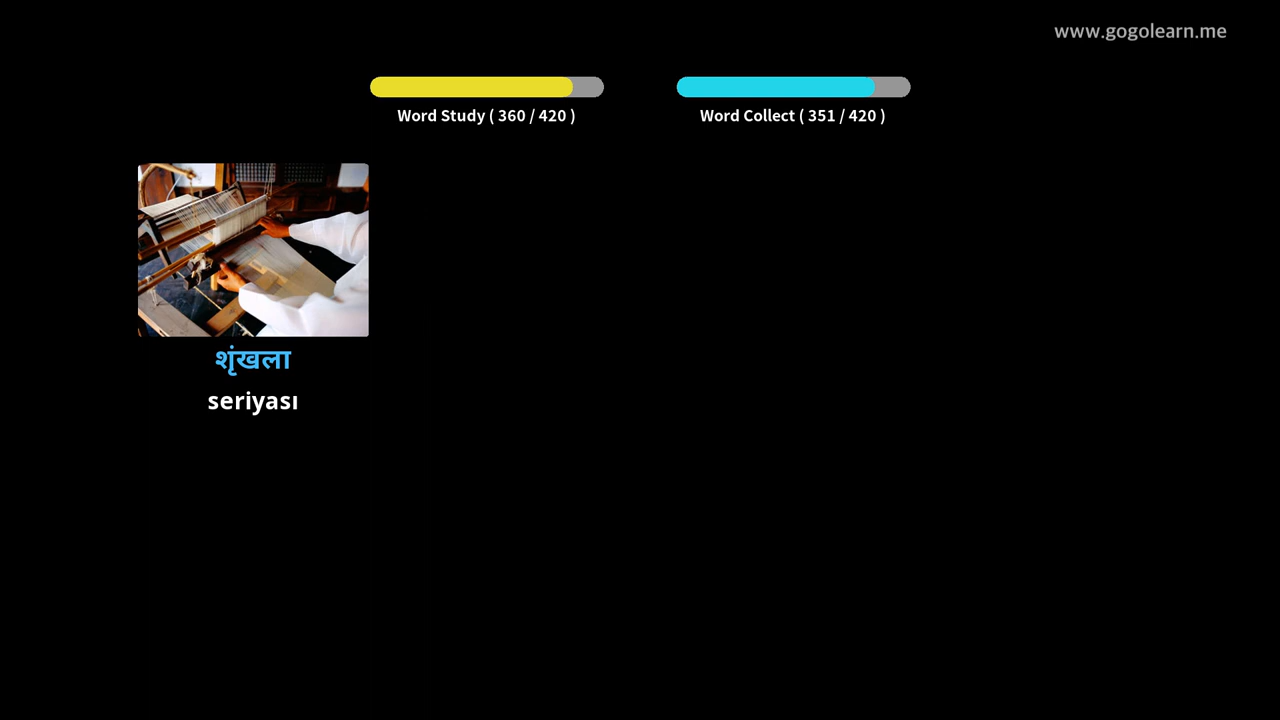 www.gogolearn.me
Word Study ( 360 / 420 )
Word Collect ( 351 / 420 )
शृंखला
seriyası